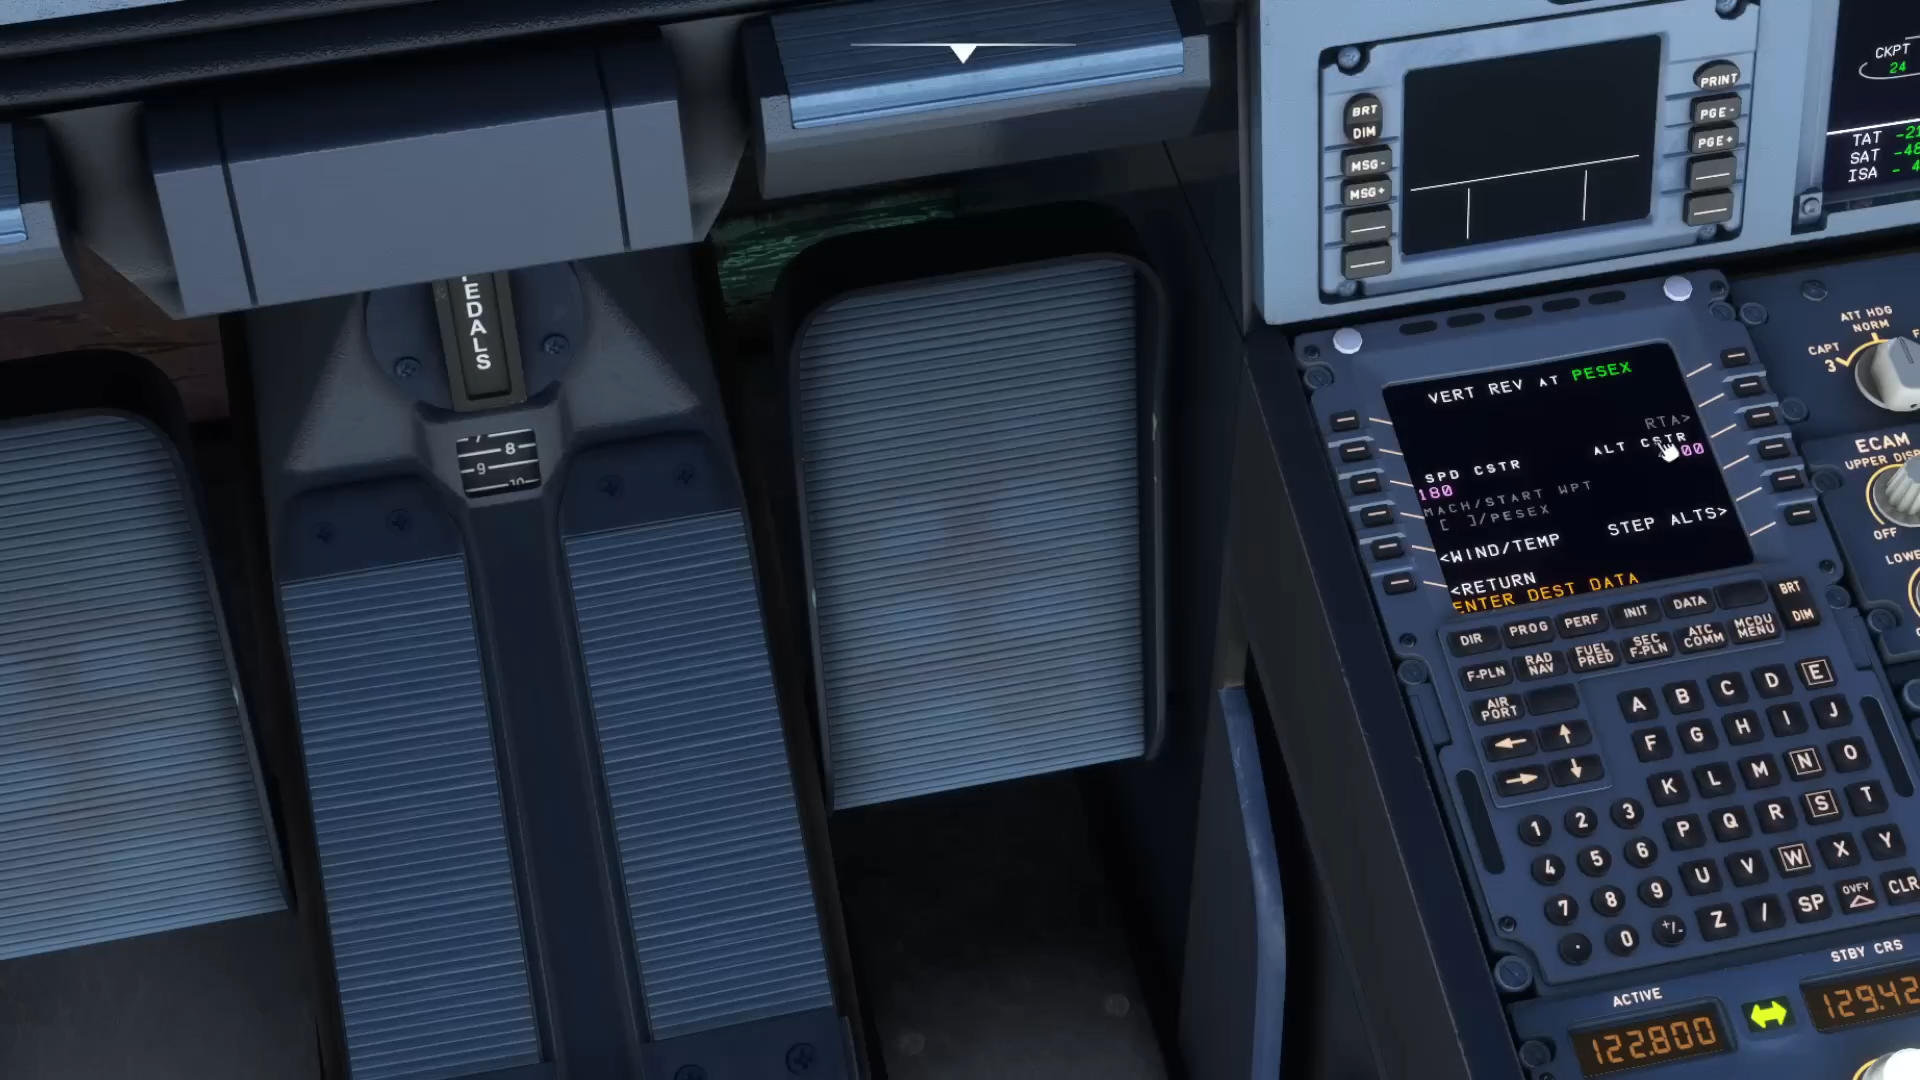 EDALS
7
8
9
10
BRT
DIM
MSG-
MSG+
PRINT
PGE-
PGE+
CKPT
24
TAT
SAT
ISA
VERT REV AT PESEX
RTA>
ALT CSTR
SPD CSTR
180
MACH/START WPT
[ ]/PESEX
STEP ALTS>
<WIND/TEMP
<RETURN
ENTER DEST DATA
DIR PROG PERF INIT DATA
BRT
DIM
F-PLN RAD NAV FUEL PRED SEC F-PLN ATC COMM MCDU MENU
AIR PORT
A B C D E
F G H I J
K L M N O
P Q R S T
U V W X Y
Z / SP OVFY CLR
1 2 3
4 5 6
7 8 9
. 0 +/-
ATT HDG
NORM
CAPT
3
ECAM
OFF
STBY CRS
ACTIVE
122.800